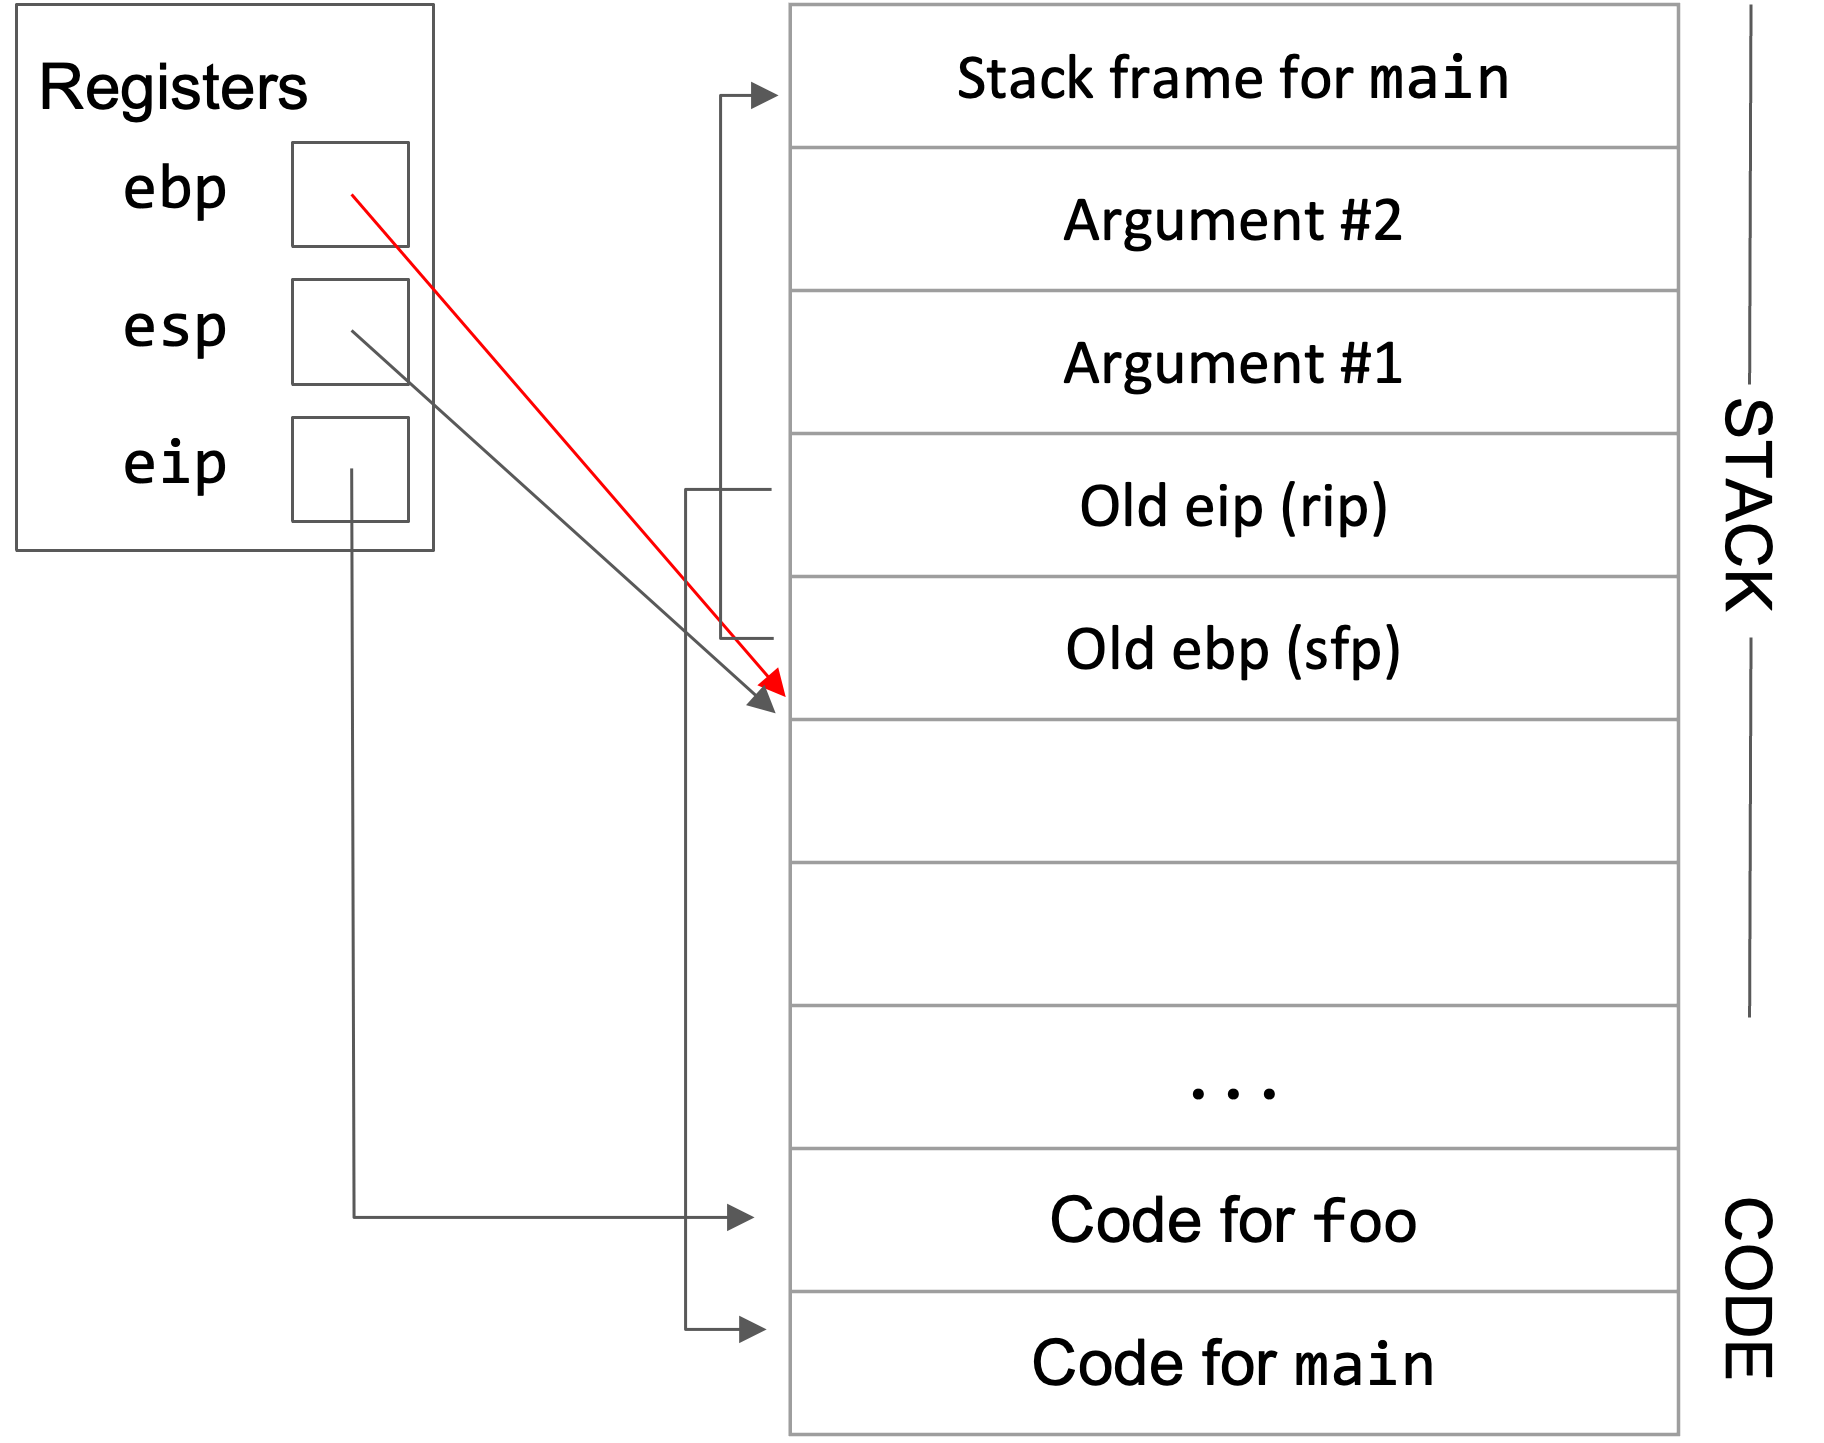 Registers
ebp
esp
eip
Stack frame for main
Argument #2
Argument #1
Old eip (rip)
Old ebp (sfp)
...
Code for foo
Code for main
STACK
CODE